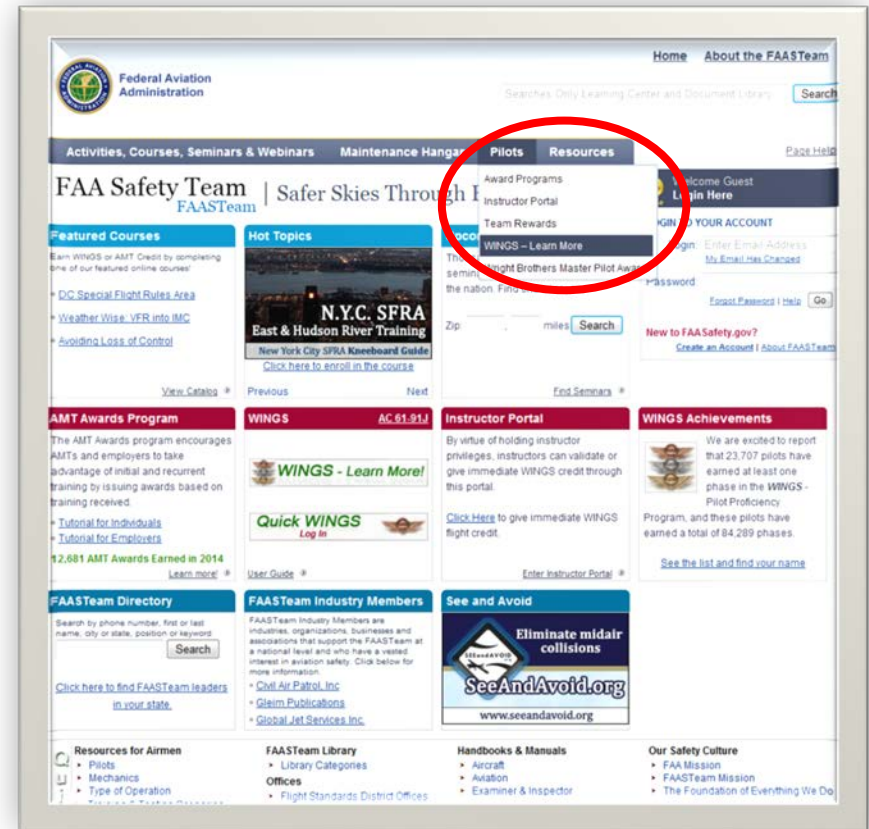 Home About the FAASTeam
Federal Aviation
Administration
Searches Only Learning Center and Document Library Search
Activities, Courses, Seminars & Webinars Maintenance Hangar Pilots Resources Page Help
FAA Safety Team
FAASTeam
Safer Skies Through
Award Programs
Instructor Portal
Team Rewards
WINGS – Learn More
Wright Brothers Master Pilot Awa
Welcome Guest
Login Here
LOGIN TO YOUR ACCOUNT
Login: Enter Email Address
My Email Has Changed
Password
Forgot Password | Help Go
New to FAASafety.gov?
Create an Account | About FAASTeam
Featured Courses
Earn WINGS or AMT Credit by completing
one of our featured online courses!
DC Special Flight Rules Area
Weather Wise: VFR into IMC
Avoiding Loss of Control
View Catalog
Hot Topics
N.Y.C. SFRA
East & Hudson River Training
New York City SFRA Kneeboard Guide
Click here to enroll in the course
Previous Next
the nation. Find
Zip: , miles Search
Find Seminars
AMT Awards Program
The AMT Awards program encourages
AMTs and employers to take
advantage of initial and recurrent
training by issuing awards based on
training received.
Tutorial for Individuals
Tutorial for Employers
12,681 AMT Awards Earned in 2014
Learn more!
WINGS AC 61-91J
WINGS - Learn More!
Quick WINGS
Log In
User Guide
Instructor Portal
By virtue of holding instructor
privileges, instructors can validate or
give immediate WINGS credit through
this portal.
Click Here to give immediate WINGS
flight credit.
Enter Instructor Portal
WINGS Achievements
We are excited to report
that 23,707 pilots have
earned at least one
phase in the WINGS -
Pilot Proficiency
Program, and these pilots have
earned a total of 84,289 phases.
See the list and find your name
FAASTeam Directory
Search by phone number, first or last
name, city or state, position or keyword
Search
Click here to find FAASTeam leaders
in your state.
FAASTeam Industry Members
FAASTeam Industry Members are
industries, organizations, businesses and
associations that support the FAASTeam at
a national level and who have a vested
interest in aviation safety. Click below for
more information.
Civil Air Patrol, Inc
Gleim Publications
Global Jet Services Inc.
See and Avoid
Eliminate midair
collisions
SeeAndAvoid.org
www.seeandavoid.org
Resources for Airmen
Pilots
Mechanics
Type of Operation
FAASTeam Library
Library Categories
Offices
Flight Standards District Offices
Handbooks & Manuals
Aircraft
Aviation
Examiner & Inspector
Our Safety Culture
FAA Mission
FAASTeam Mission
The Foundation of Everything We Do